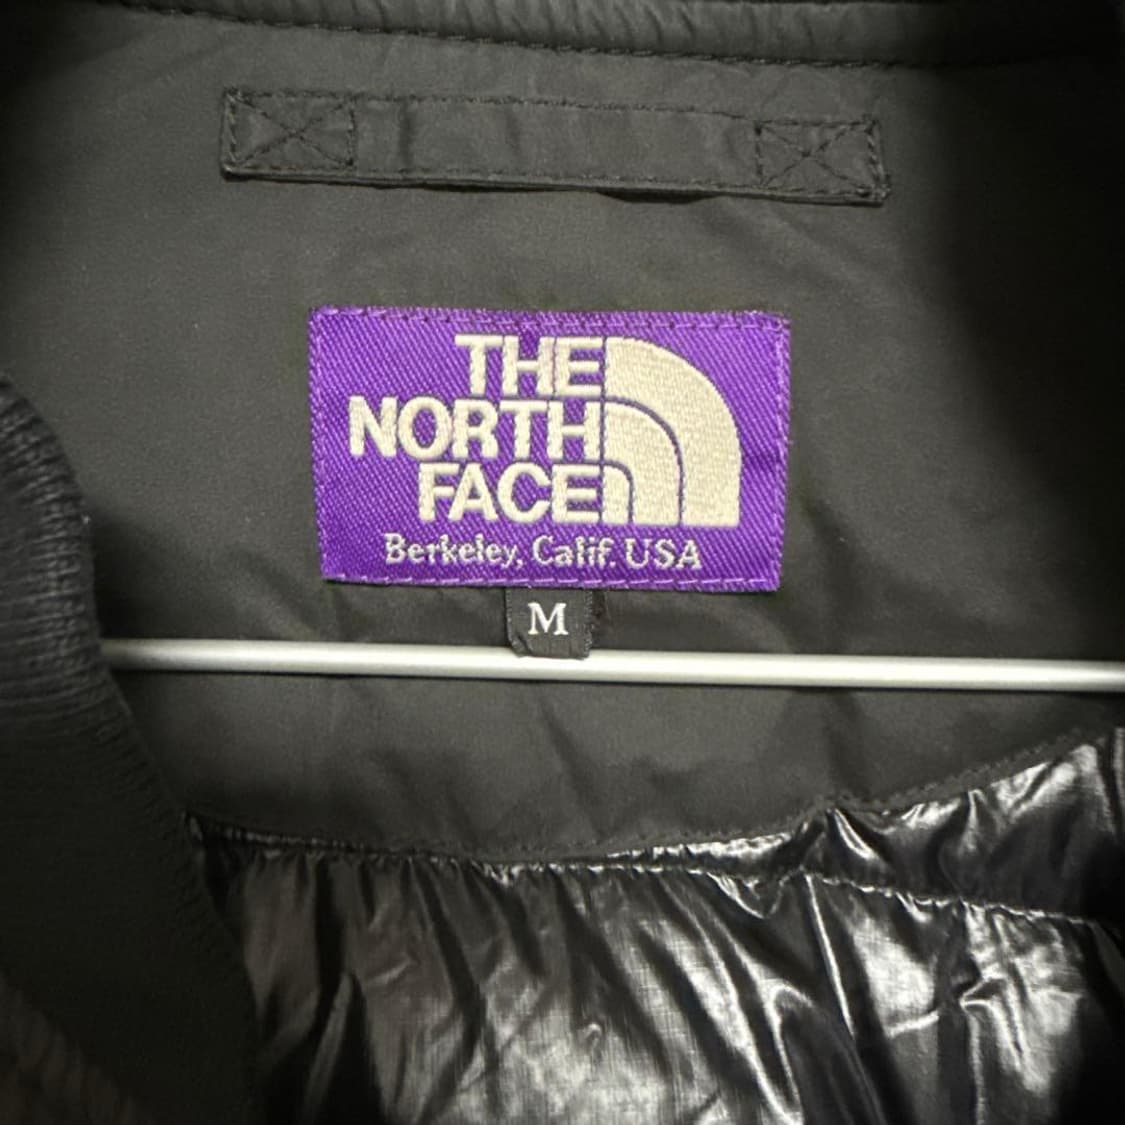 THE
NORTH
FACE
Berkeley, Calif. USA
M